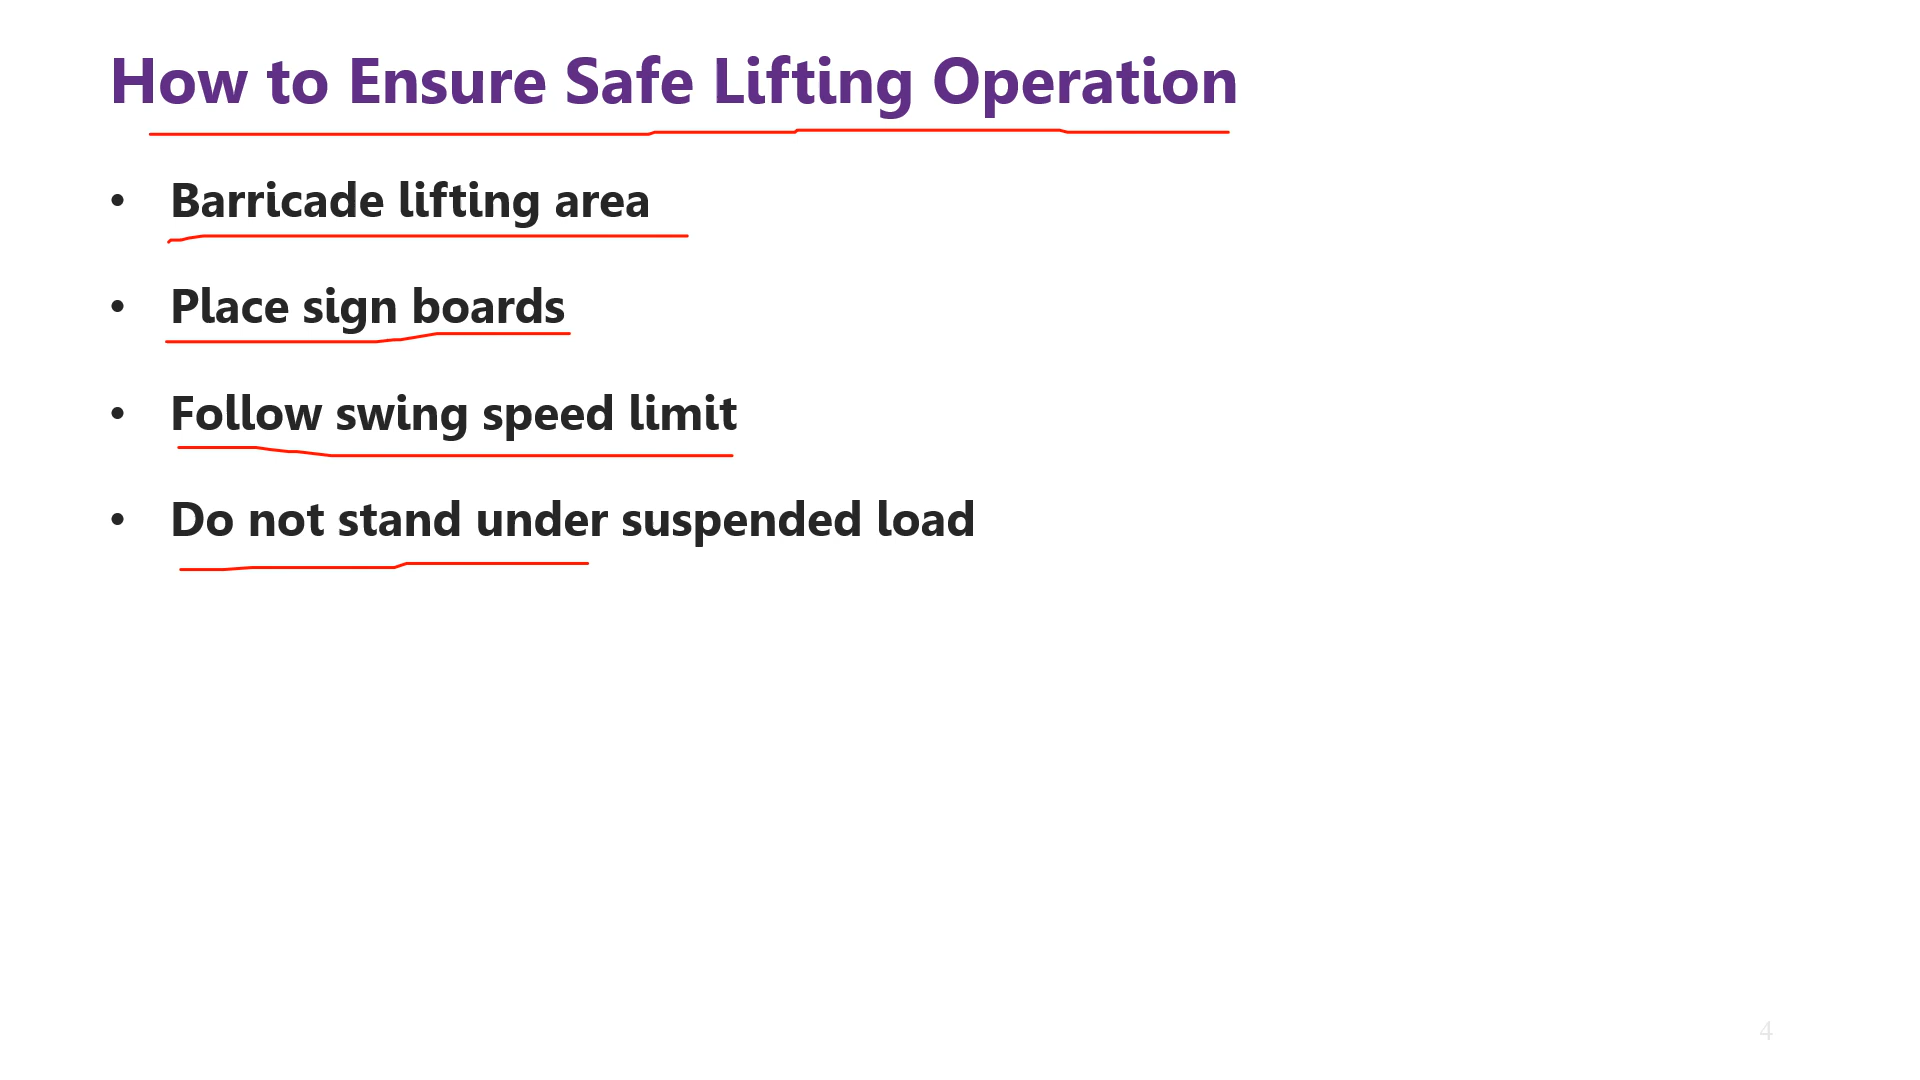 How to Ensure Safe Lifting Operation
• Barricade lifting area
• Place sign boards
• Follow swing speed limit
• Do not stand under suspended load
4